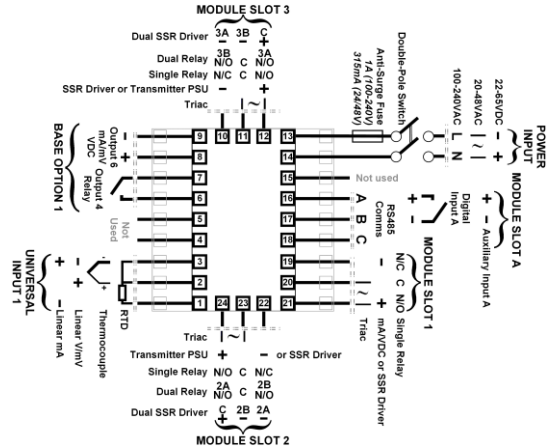 MODULE SLOT 3
Dual SSR Driver 3A 3B C
– – +
Dual Relay 3B N/O C 3A N/O
Single Relay N/C C N/O
SSR Driver or Transmitter PSU – +
Triac | ~ |
10 11 12
BASE OPTION 1
Output 6 mA/mV VDC
– +
Output 4 Relay
Not Used
9
8
7
6
5
4
3
2
1
UNIVERSAL INPUT 1
RTD
Thermocouple
– +
Linear V/mV
– +
Linear mA
+ –
Double-Pole Switch
Anti-Surge Fuse
1A (100-240V)
315mA (24/48V)
13
14
15
16
17
18
19
20
21
POWER INPUT
22-65VDC
– +
20-48VAC
| ~ |
100-240VAC
L N
Not used
MODULE SLOT A
RS485 Comms
A B C
Digital Input A
+ –
Auxiliary Input A
+ –
MODULE SLOT 1
N/C C N/O Single Relay
– + mA/VDC or SSR Driver
| ~ | Triac
24 23 22
Triac | ~ |
Transmitter PSU + – or SSR Driver
Single Relay N/O C N/C
Dual Relay 2A N/O C 2B N/O
Dual SSR Driver C 2B 2A
+ – –
MODULE SLOT 2